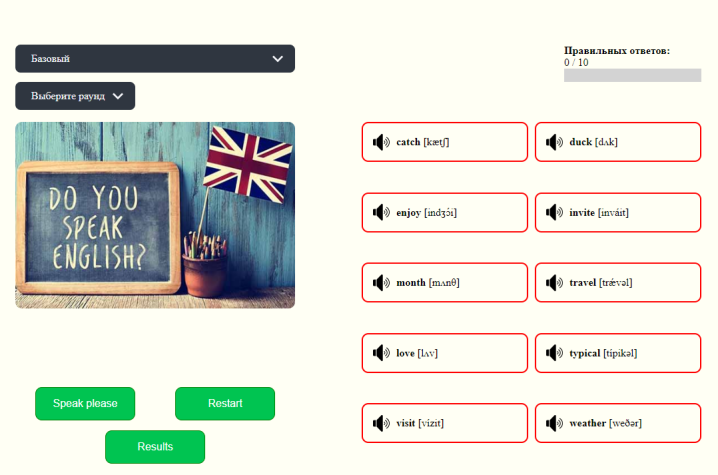 Базовый
Выберите раунд
DO YOU
SPEAK
ENGLISH?
Speak please
Restart
Results
Правильных ответов:
0 / 10
catch [kætʃ]
duck [dʌk]
enjoy [indʒɔ́i]
invite [inváit]
month [mʌnθ]
travel [trǽvəl]
love [lʌv]
typical [típikəl]
visit [vízit]
weather [weðər]